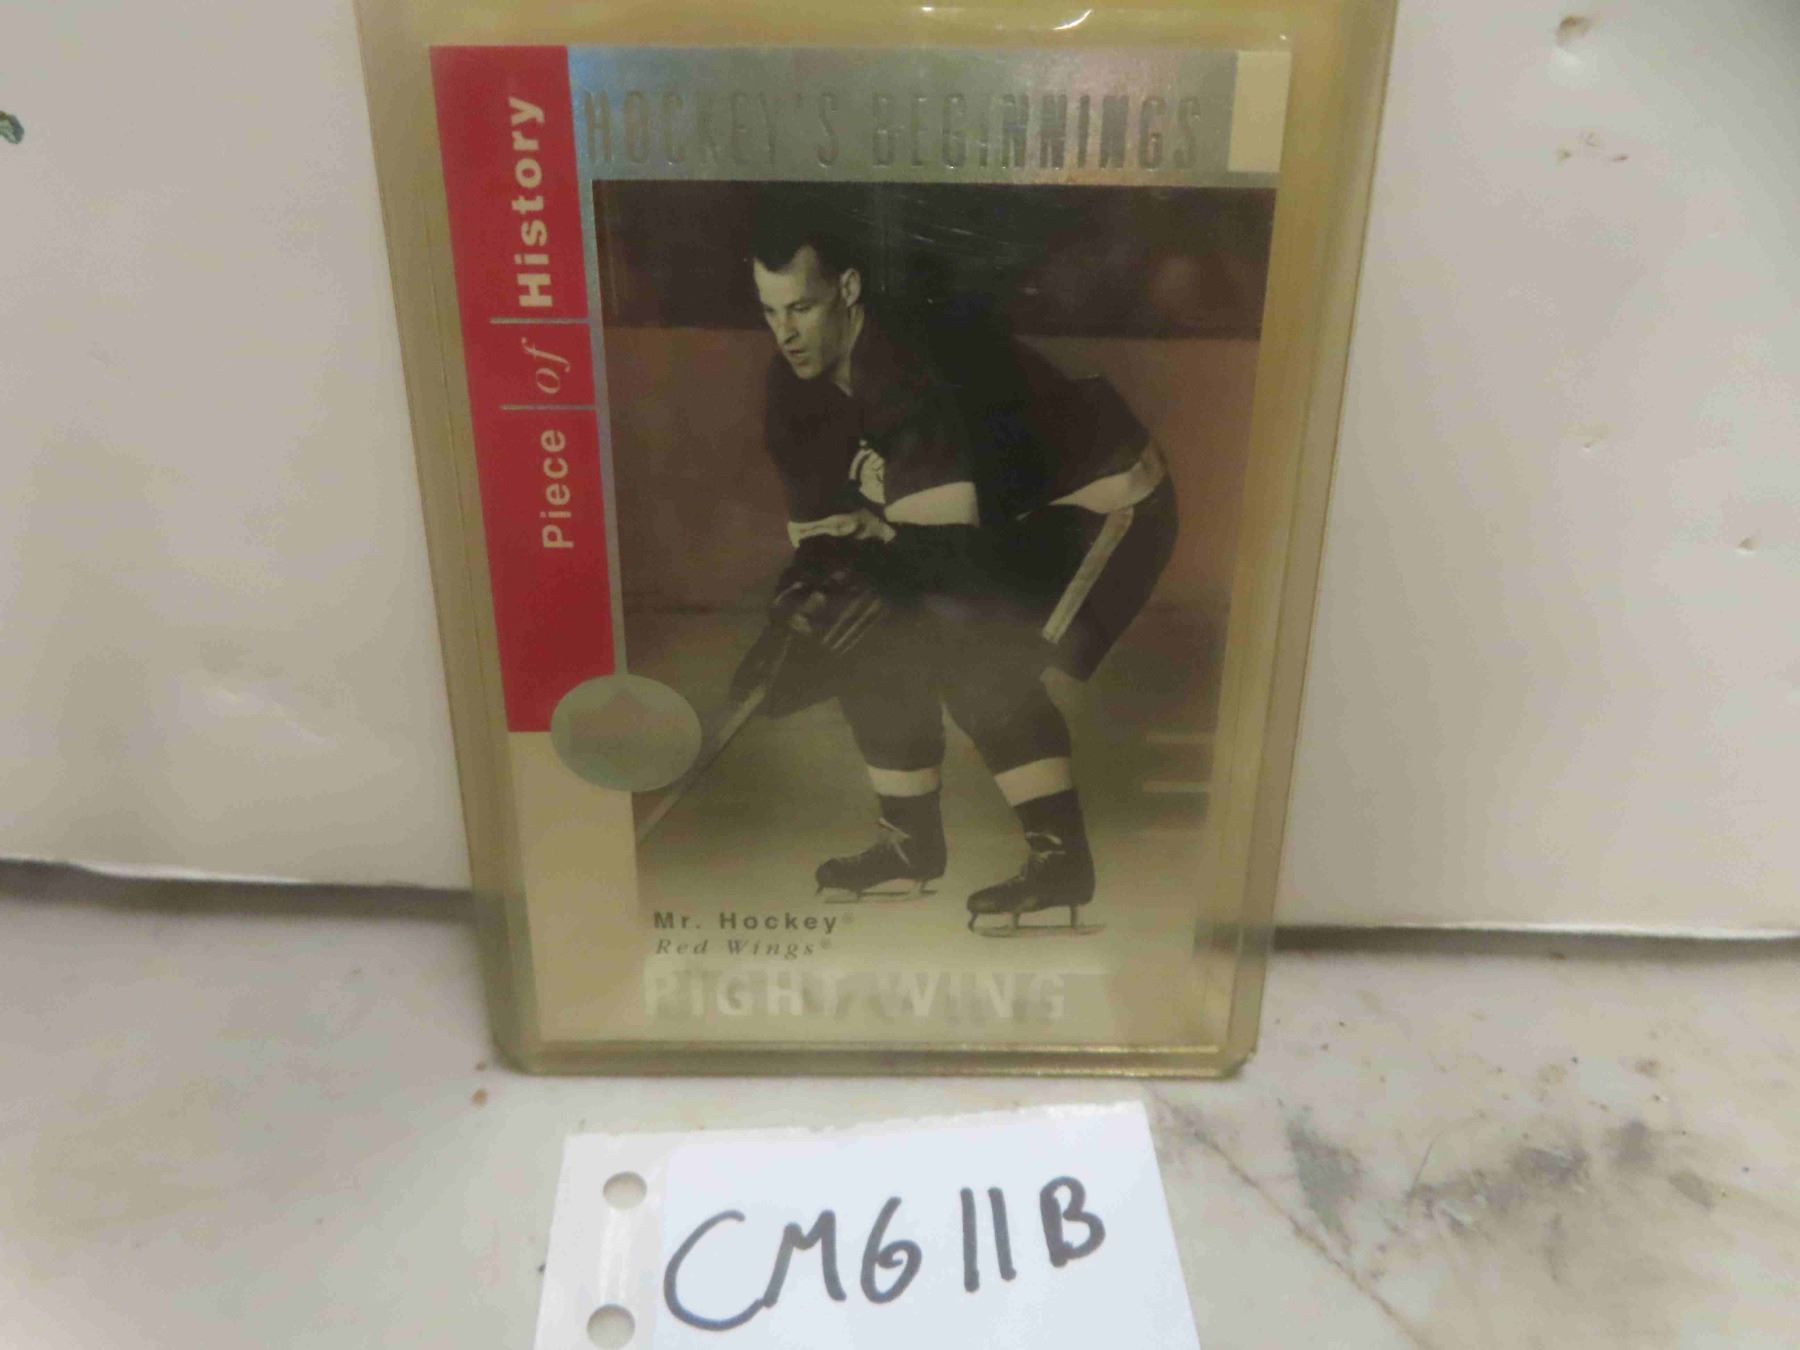 HOCKEY'S BEGINNINGS
Piece of History
Mr. Hockey®
Red Wings®
RIGHT WING
CM611B